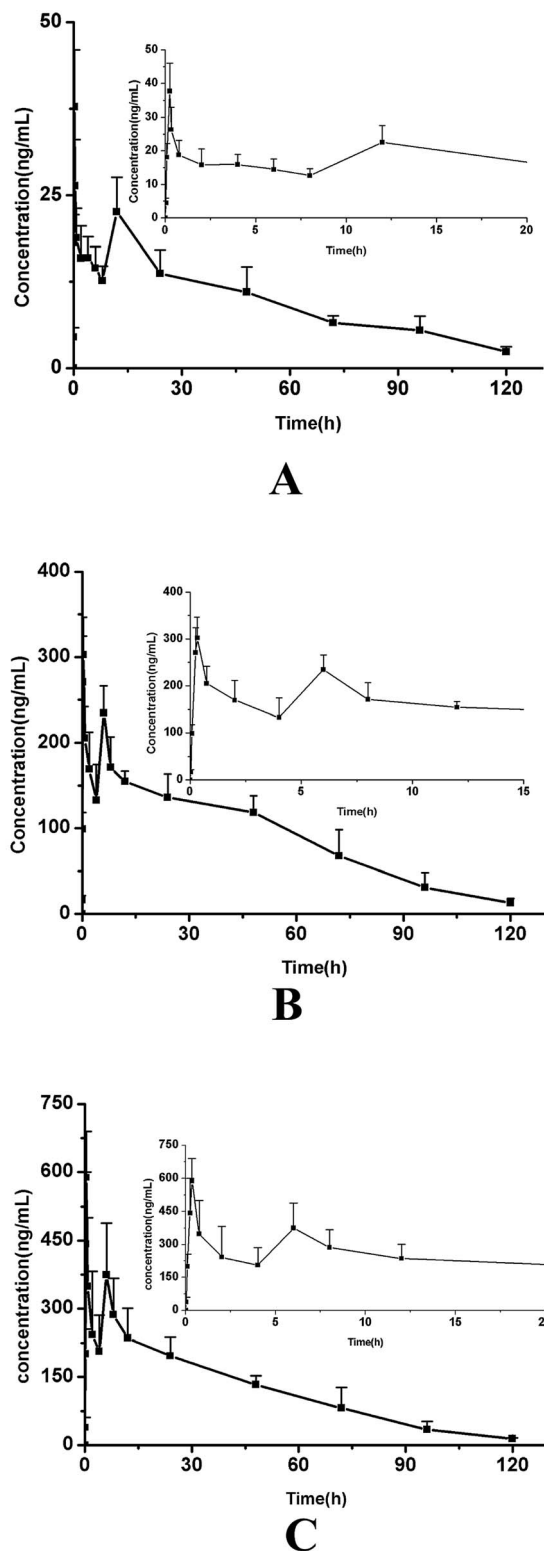 50
25
0
Concentration(ng/mL)
0 30 60 90 120
Time(h)
50
40
30
20
10
0
Concentration(ng/mL)
0 5 10 15 20
Time(h)
A
400
300
200
100
0
Concentration(ng/mL)
0 30 60 90 120
Time(h)
400
300
200
100
0
Concentration(ng/mL)
0 5 10 15
Time(h)
B
750
600
450
300
150
0
concentration(ng/mL)
0 30 60 90 120
Time(h)
750
600
450
300
150
0
concentration(ng/mL)
0 5 10 15 20
Time(h)
C